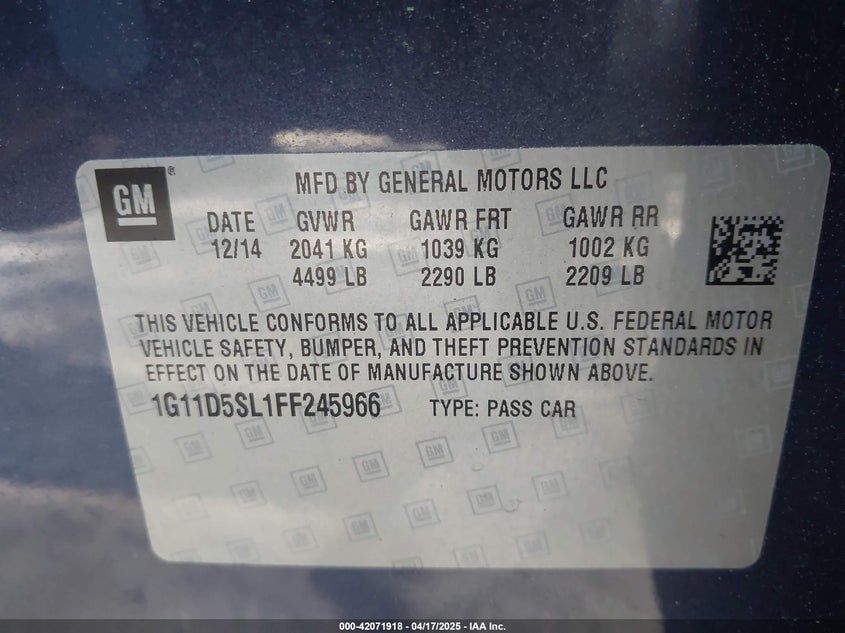 GM
MFD BY GENERAL MOTORS LLC
DATE GVWR GAWR FRT GAWR RR
12/14 2041 KG 1039 KG 1002 KG
4499 LB 2290 LB 2209 LB
THIS VEHICLE CONFORMS TO ALL APPLICABLE U.S. FEDERAL MOTOR
VEHICLE SAFETY, BUMPER, AND THEFT PREVENTION STANDARDS IN
EFFECT ON THE DATE OF MANUFACTURE SHOWN ABOVE.
1G11D5SL1FF245966 TYPE: PASS CAR
000-42071918 - 04/17/2025 - IAA Inc.